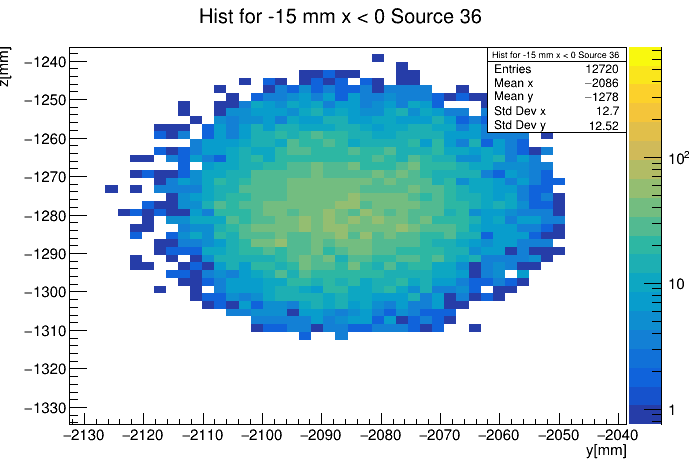 Hist for -15 mm x < 0 Source 36
z[mm]
Hist for -15 mm x < 0 Source 36
Entries 12720
Mean x −2086
Mean y −1278
Std Dev x 12.7
Std Dev y 12.52
−1240
−1250
−1260
−1270
−1280
−1290
−1300
−1310
−1320
−1330
10²
10
1
−2130 −2120 −2110 −2100 −2090 −2080 −2070 −2060 −2050 −2040
y[mm]